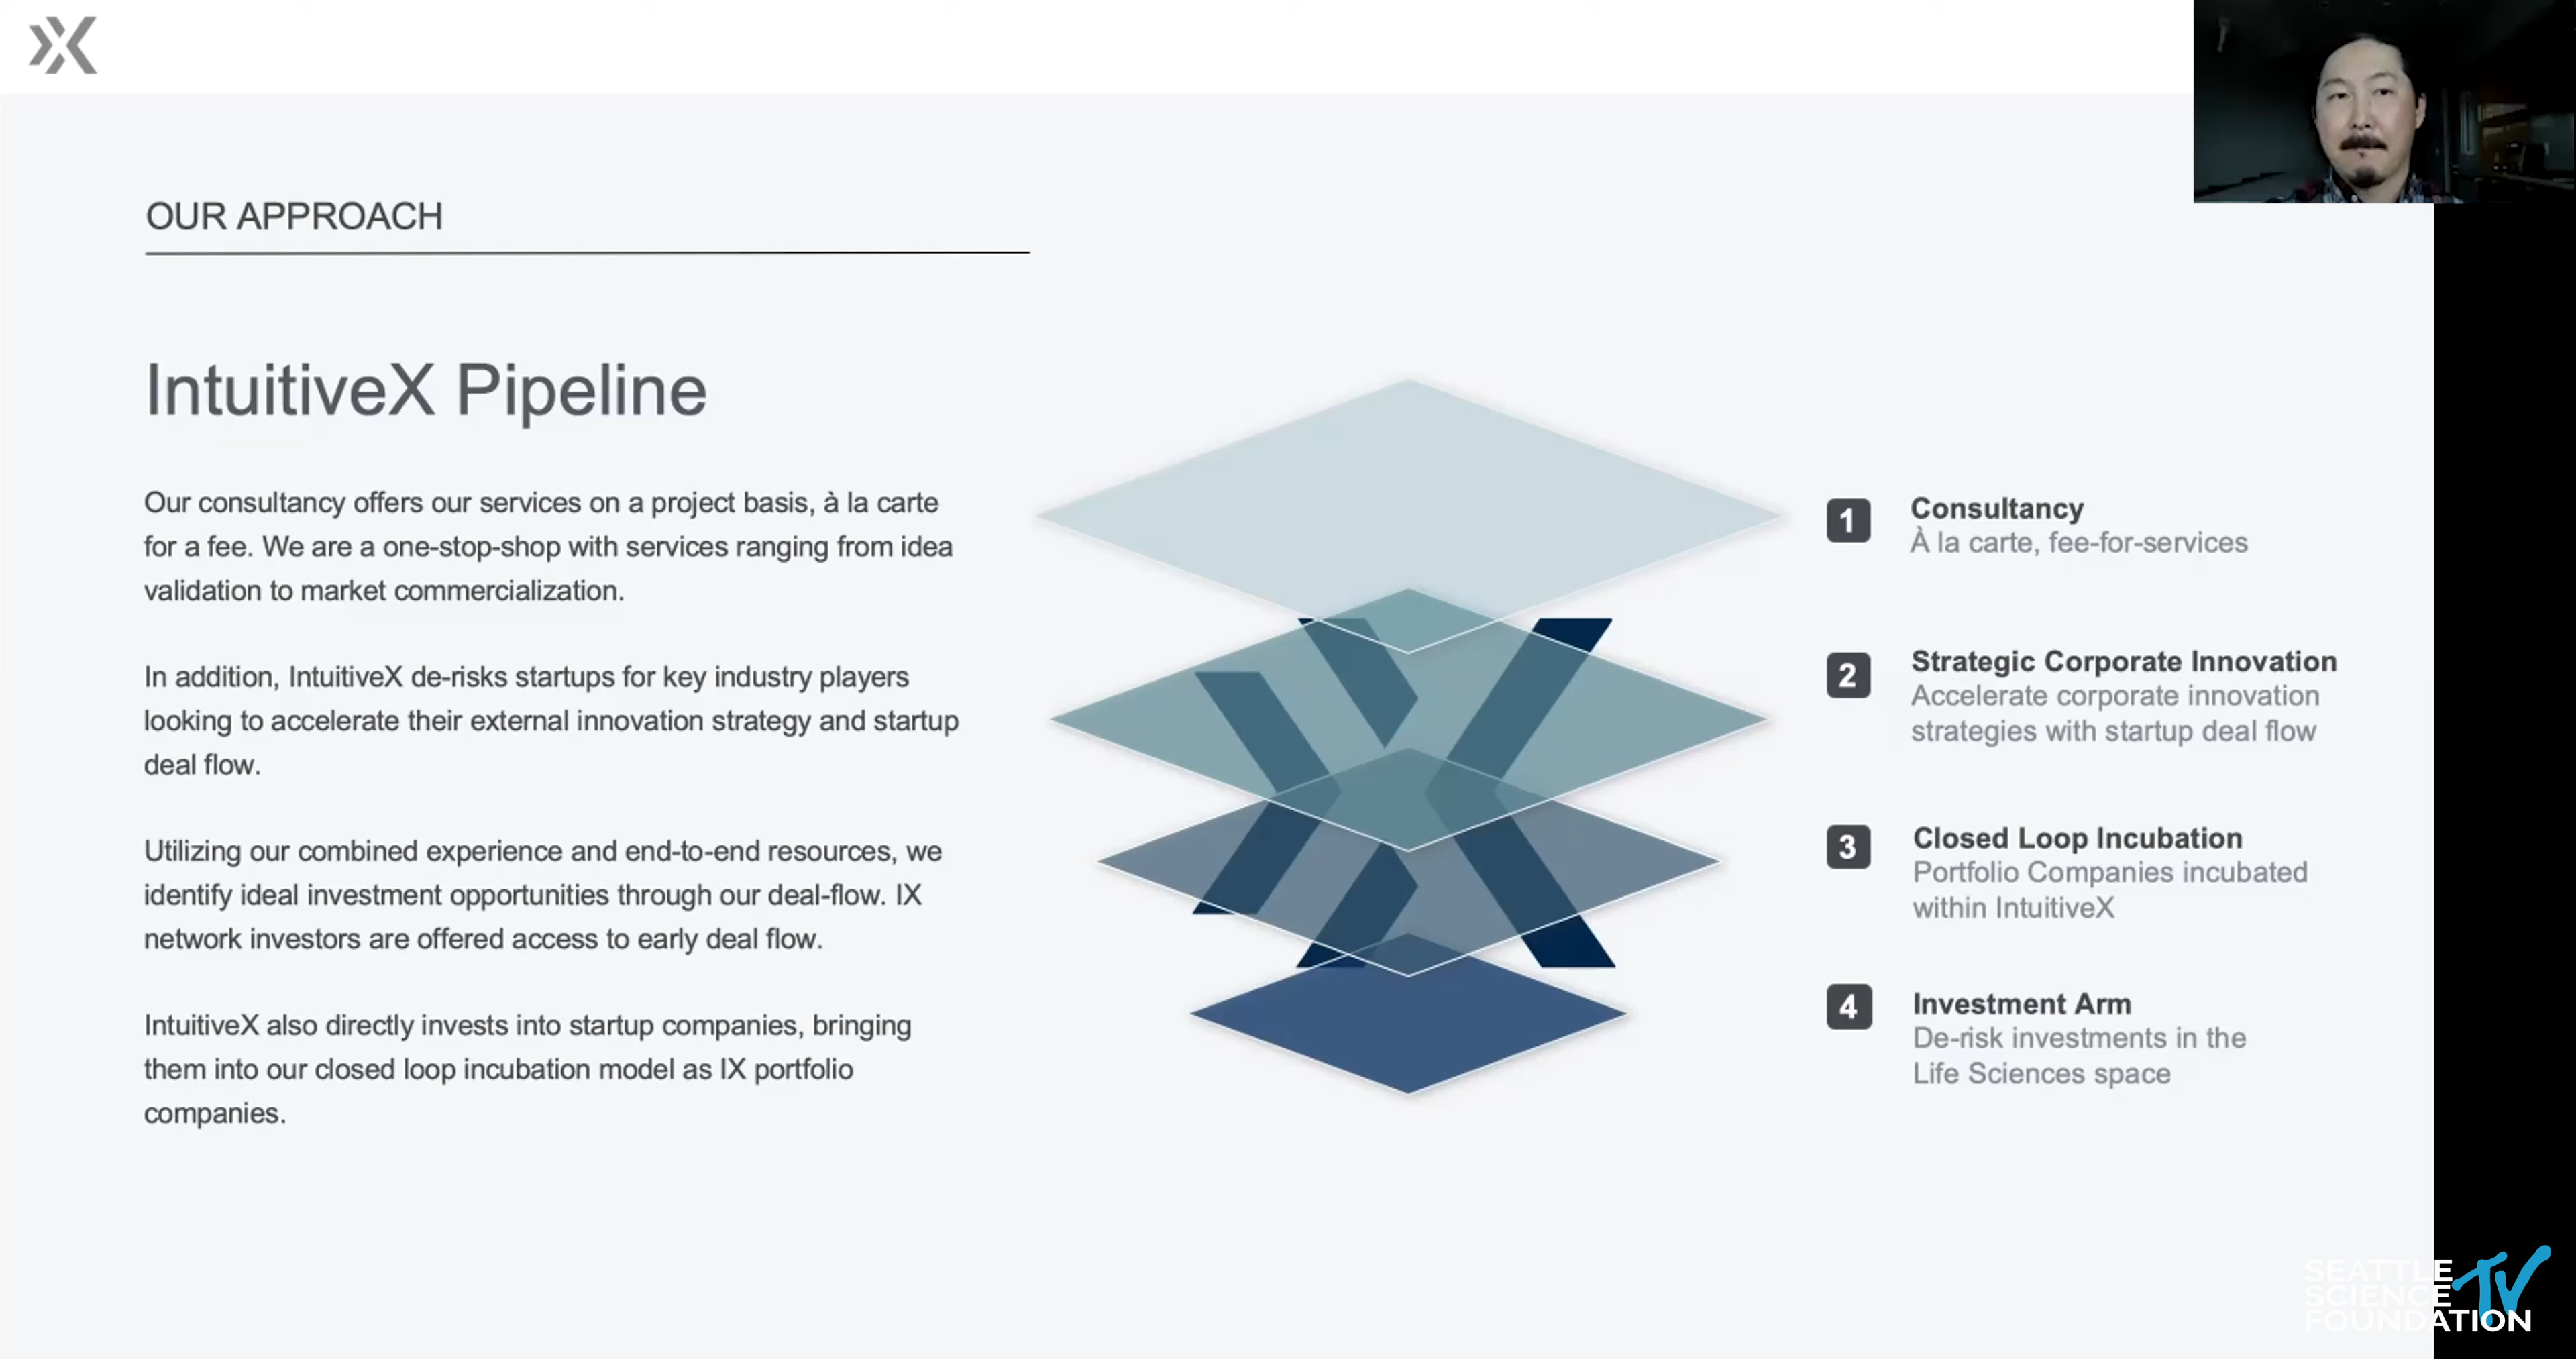 OUR APPROACH
IntuitiveX Pipeline
Our consultancy offers our services on a project basis, à la carte
for a fee. We are a one-stop-shop with services ranging from idea
validation to market commercialization.
In addition, IntuitiveX de-risks startups for key industry players
looking to accelerate their external innovation strategy and startup
deal flow.
Utilizing our combined experience and end-to-end resources, we
identify ideal investment opportunities through our deal-flow. IX
network investors are offered access to early deal flow.
IntuitiveX also directly invests into startup companies, bringing
them into our closed loop incubation model as IX portfolio
companies.
1
Consultancy
À la carte, fee-for-services
2
Strategic Corporate Innovation
Accelerate corporate innovation
strategies with startup deal flow
3
Closed Loop Incubation
Portfolio Companies incubated
within IntuitiveX
4
Investment Arm
De-risk investments in the
Life Sciences space
SEATTLE
SCIENCE
FOUNDATION
TV